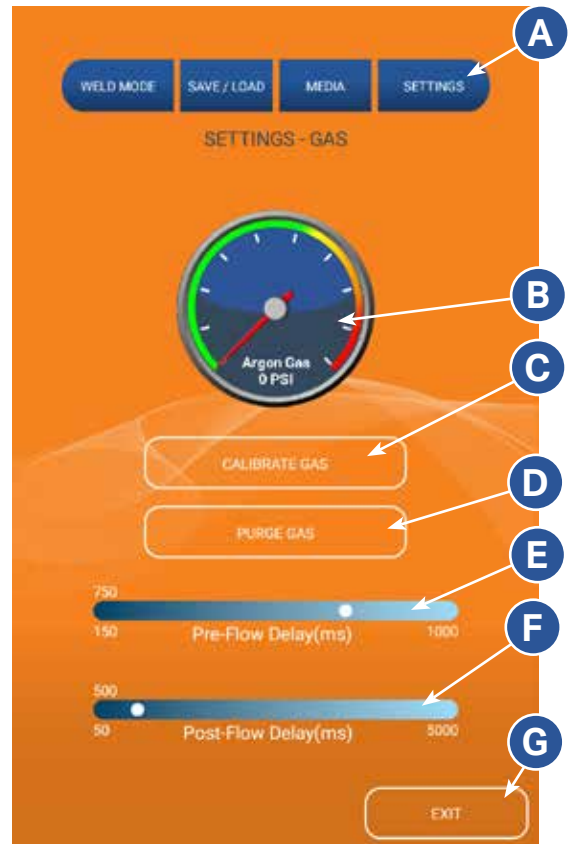 A
WELD MODE SAVE / LOAD MEDIA SETTINGS
SETTINGS - GAS
B
Argon Gas
0 PSI
C
CALIBRATE GAS
D
PURGE GAS
E
750
150 Pre-Flow Delay(ms) 1000
F
500
50 Post-Flow Delay(ms) 5000
G
EXIT